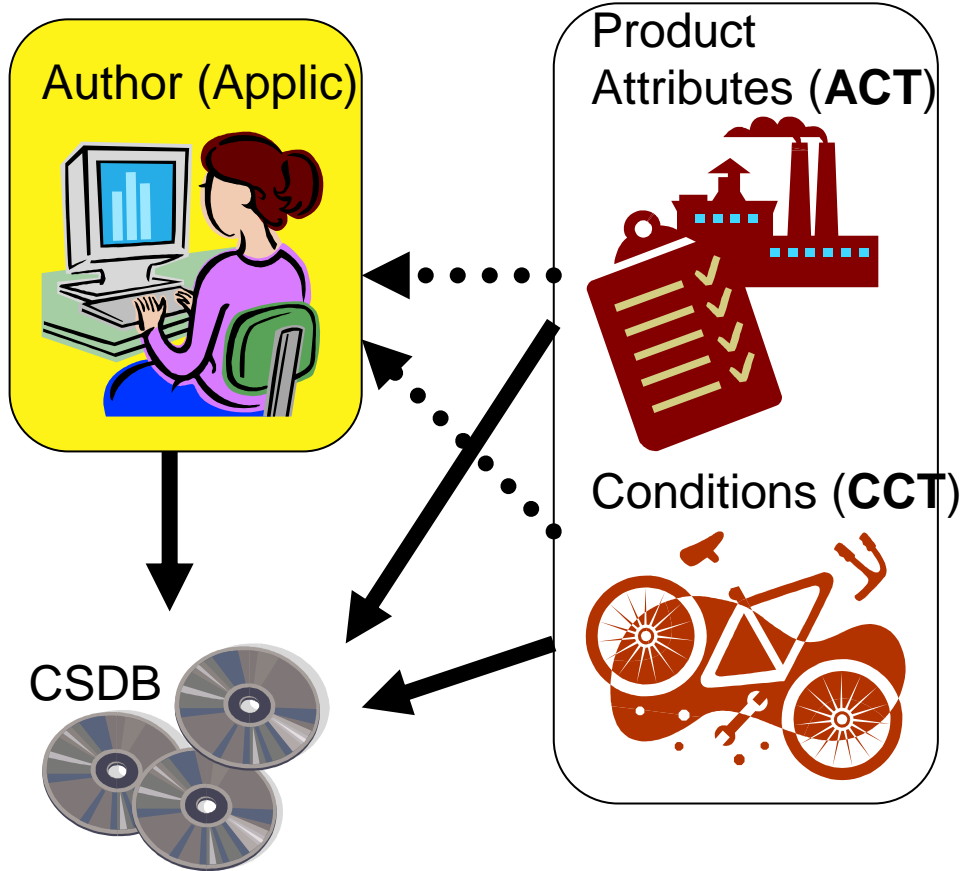 Author (Applic)
Product
Attributes (ACT)
Conditions (CCT)
CSDB